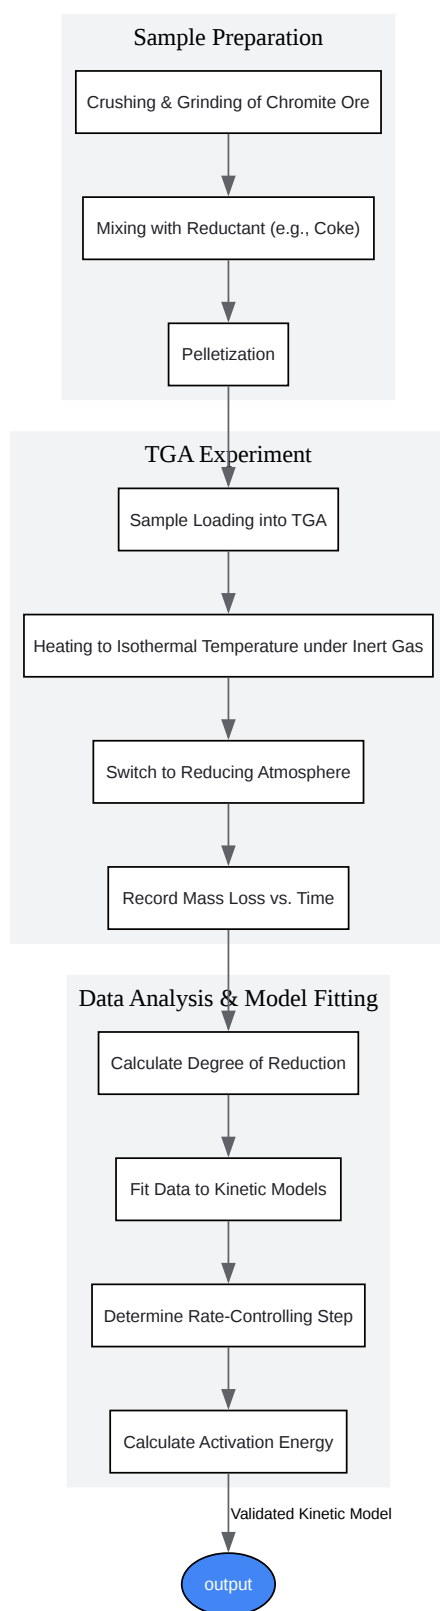 Sample Preparation
Crushing & Grinding of Chromite Ore
Mixing with Reductant (e.g., Coke)
Pelletization
TGA Experiment
Sample Loading into TGA
Heating to Isothermal Temperature under Inert Gas
Switch to Reducing Atmosphere
Record Mass Loss vs. Time
Data Analysis & Model Fitting
Calculate Degree of Reduction
Fit Data to Kinetic Models
Determine Rate-Controlling Step
Calculate Activation Energy
Validated Kinetic Model
output